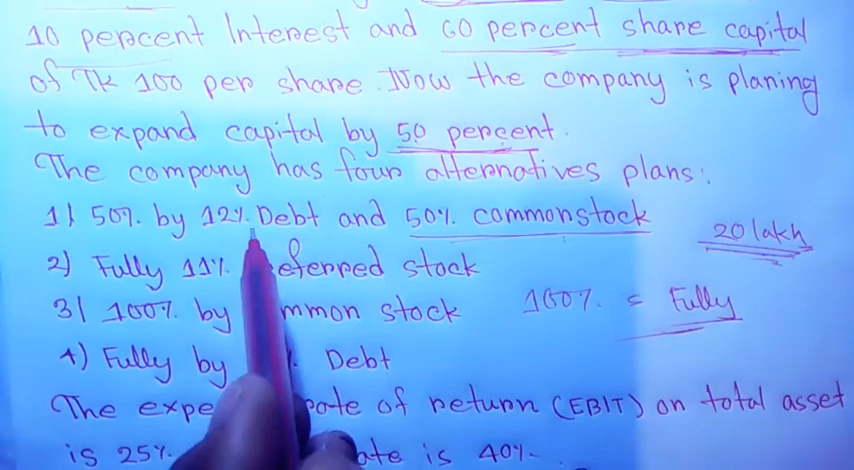 10 percent Interest and 60 percent share capital
of TK 100 per share. Now the company is planing
to expand capital by 50 percent.
The company has four alternatives plans:
1) 50%. by 12%. Debt and 50%. common stock
20 lakh
2) Fully 11%. eferred stock
3) 100%. by mmon stock
100%. = Fully
4) Fully by Debt
The expe rate of return (EBIT) on total asset
is 25%. ate is 40%